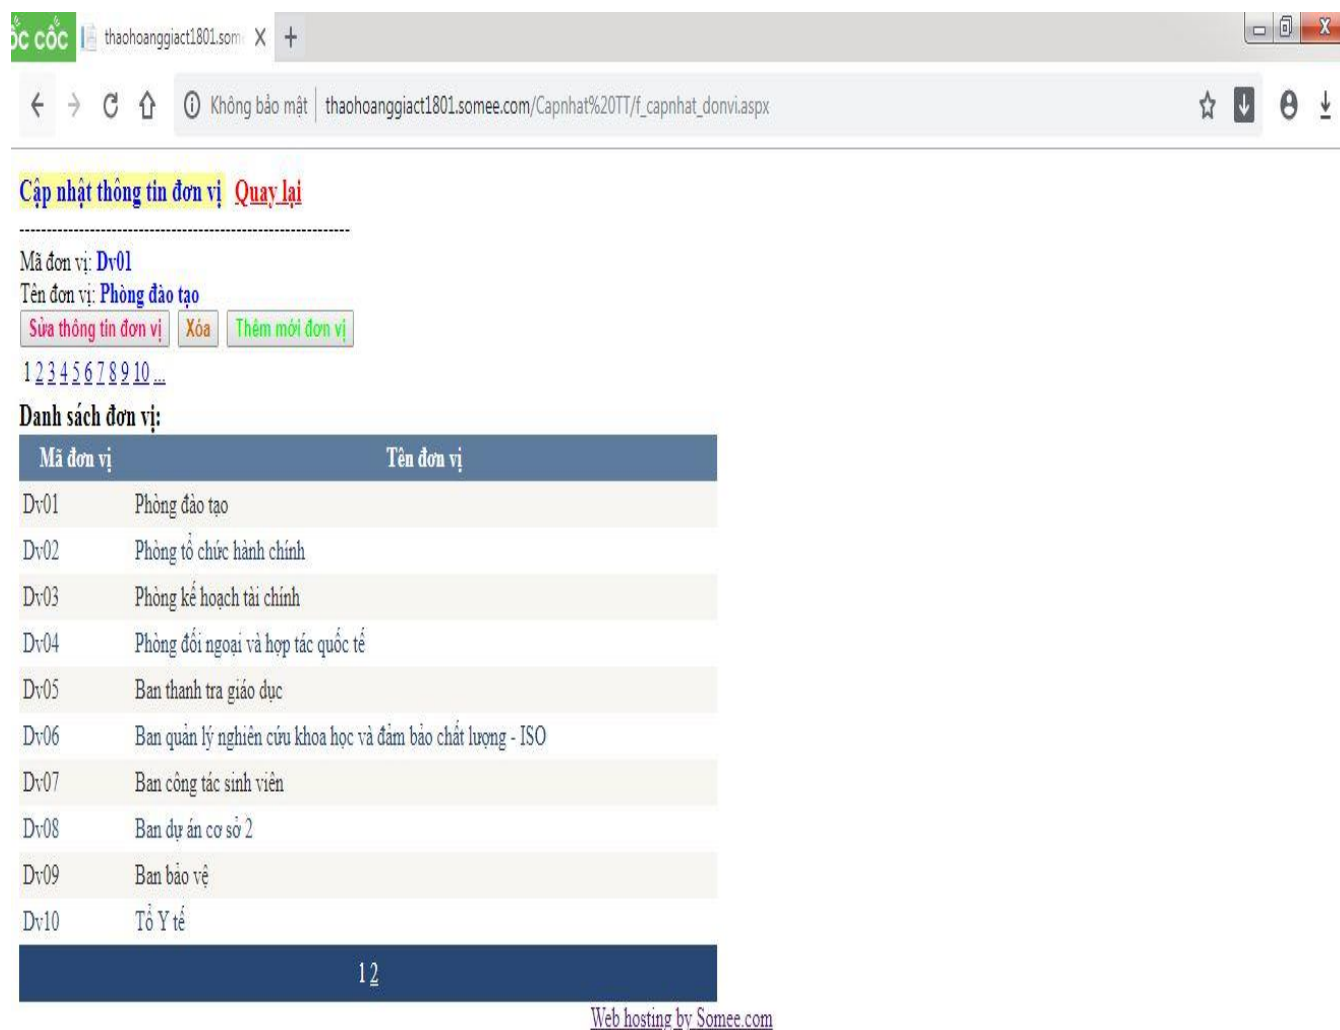 ốc cốc thaohoanggiact1801.som
Không bảo mật thaohoanggiact1801.somee.com/Capnhat%20TT/f_capnhat_donvi.aspx
Cập nhật thông tin đơn vị Quay lại
------------------------------------------------------------
Mã đơn vị: Dv01
Tên đơn vị: Phòng đào tạo
Sửa thông tin đơn vị Xóa Thêm mới đơn vị
1 2 3 4 5 6 7 8 9 10 ...
Danh sách đơn vị:
Mã đơn vị Tên đơn vị
Dv01 Phòng đào tạo
Dv02 Phòng tổ chức hành chính
Dv03 Phòng kế hoạch tài chính
Dv04 Phòng đối ngoại và hợp tác quốc tế
Dv05 Ban thanh tra giáo dục
Dv06 Ban quản lý nghiên cứu khoa học và đảm bảo chất lượng - ISO
Dv07 Ban công tác sinh viên
Dv08 Ban dự án cơ sở 2
Dv09 Ban bảo vệ
Dv10 Tổ Y tế
1 2
Web hosting by Somee.com